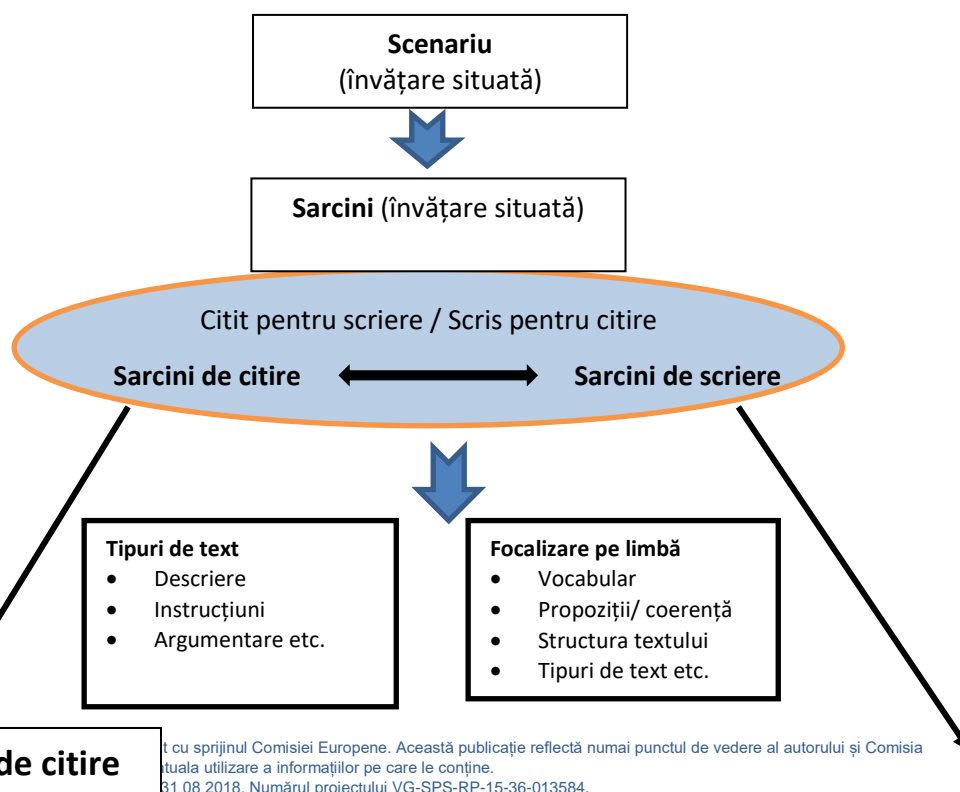 Scenariu
(învățare situată)
Sarcini (învățare situată)
Citit pentru scriere / Scris pentru citire
Sarcini de citire
Sarcini de scriere
Tipuri de text
• Descriere
• Instrucțiuni
• Argumentare etc.
Focalizare pe limbă
• Vocabular
• Propoziții/ coerență
• Structura textului
• Tipuri de text etc.
de citire
cu sprijinul Comisiei Europene. Această publicație reflectă numai punctul de vedere al autorului și Comisia
utilizare a informațiilor pe care le conține.
31 08 2018. Numărul proiectului VG-SPS-RP-15-36-013584.